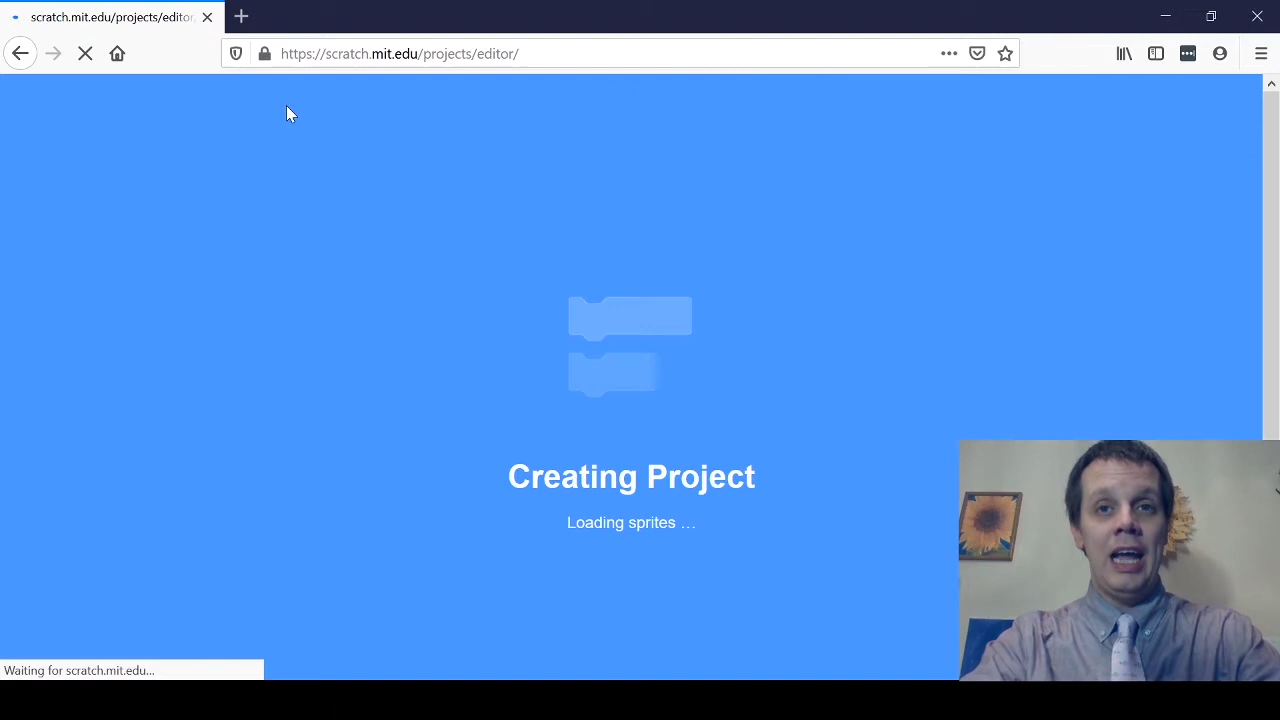 scratch.mit.edu/projects/editor/
https://scratch.mit.edu/projects/editor/
Creating Project
Loading sprites …
Waiting for scratch.mit.edu...